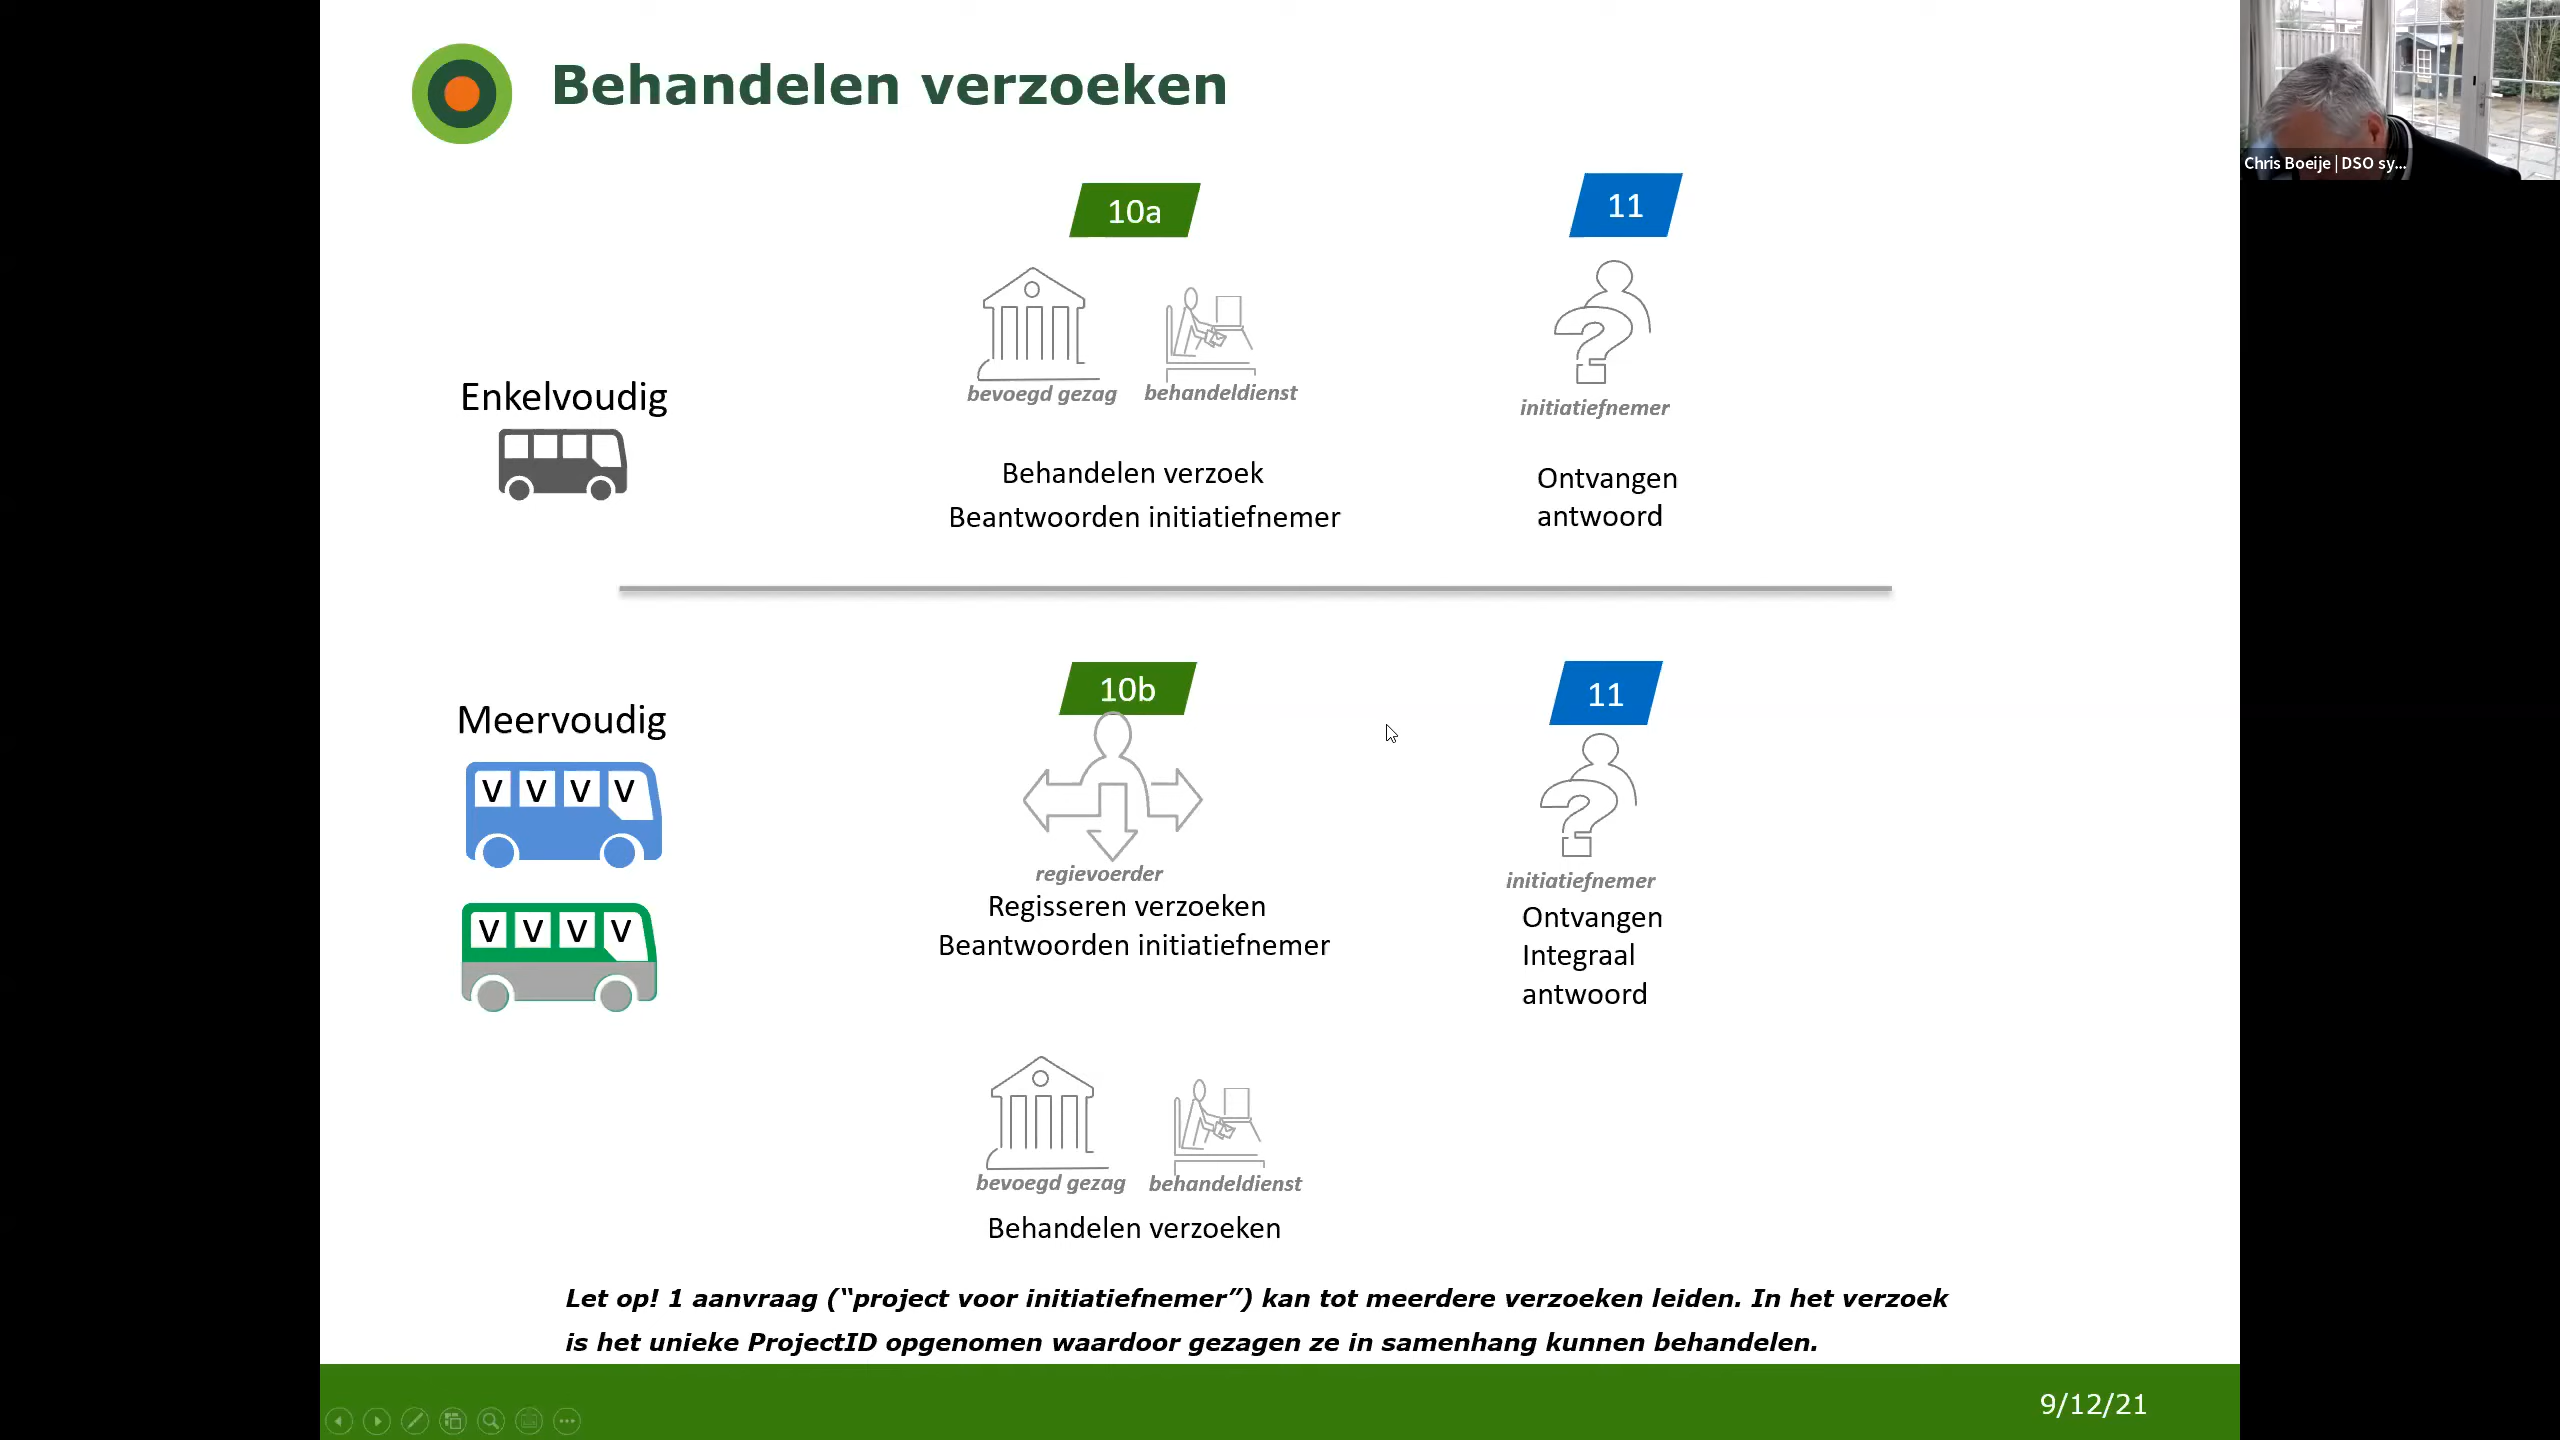 Behandelen verzoeken
Chris Boeije | DSO sy...
10a
11
bevoegd gezag
behandeldienst
initiatiefnemer
Enkelvoudig
Behandelen verzoek
Beantwoorden initiatiefnemer
Ontvangen
antwoord
10b
11
Meervoudig
V V V V
V V V V
regievoerder
Regisseren verzoeken
Beantwoorden initiatiefnemer
initiatiefnemer
Ontvangen
Integraal
antwoord
bevoegd gezag
behandeldienst
Behandelen verzoeken
Let op! 1 aanvraag (“project voor initiatiefnemer”) kan tot meerdere verzoeken leiden. In het verzoek
is het unieke ProjectID opgenomen waardoor gezagen ze in samenhang kunnen behandelen.
9/12/21